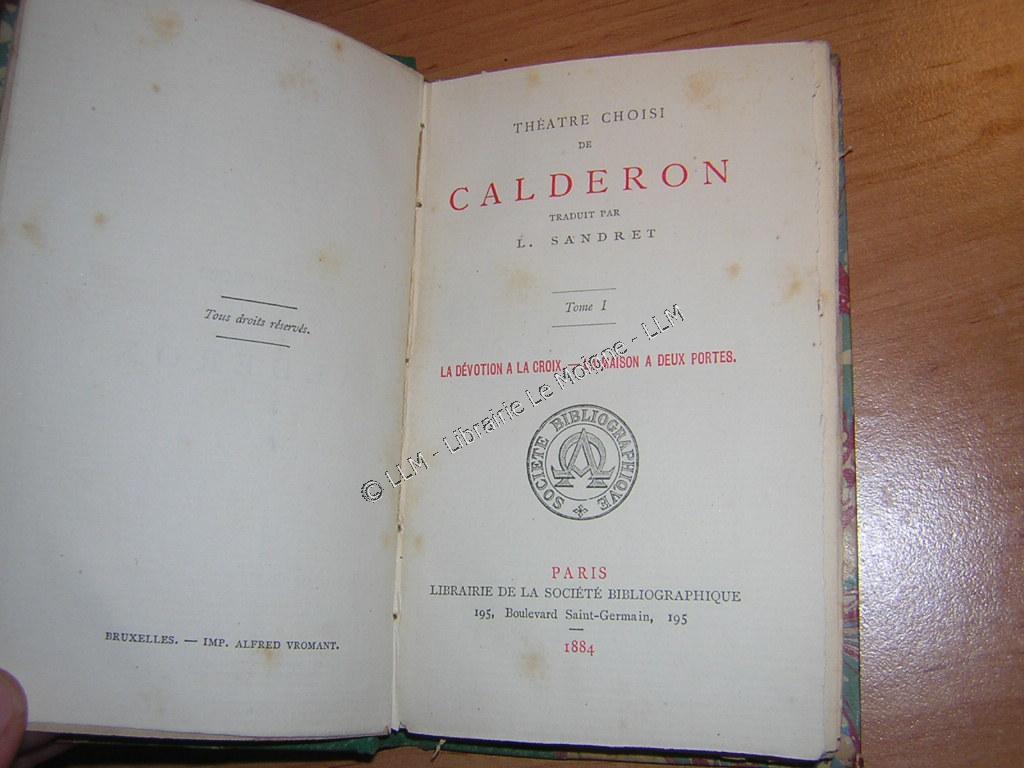 Tous droits réservés.
BRUXELLES. — IMP. ALFRED VROMANT.
THÉATRE CHOISI
DE
CALDERON
TRADUIT PAR
L. SANDRET
Tome I
LA DÉVOTION A LA CROIX. — MAISON A DEUX PORTES.
SOCIÉTÉ BIBLIOGRAPHIQUE
PARIS
LIBRAIRIE DE LA SOCIÉTÉ BIBLIOGRAPHIQUE
195, Boulevard Saint-Germain, 195
1884
© LLM - Librairie Le Moigne - LLM